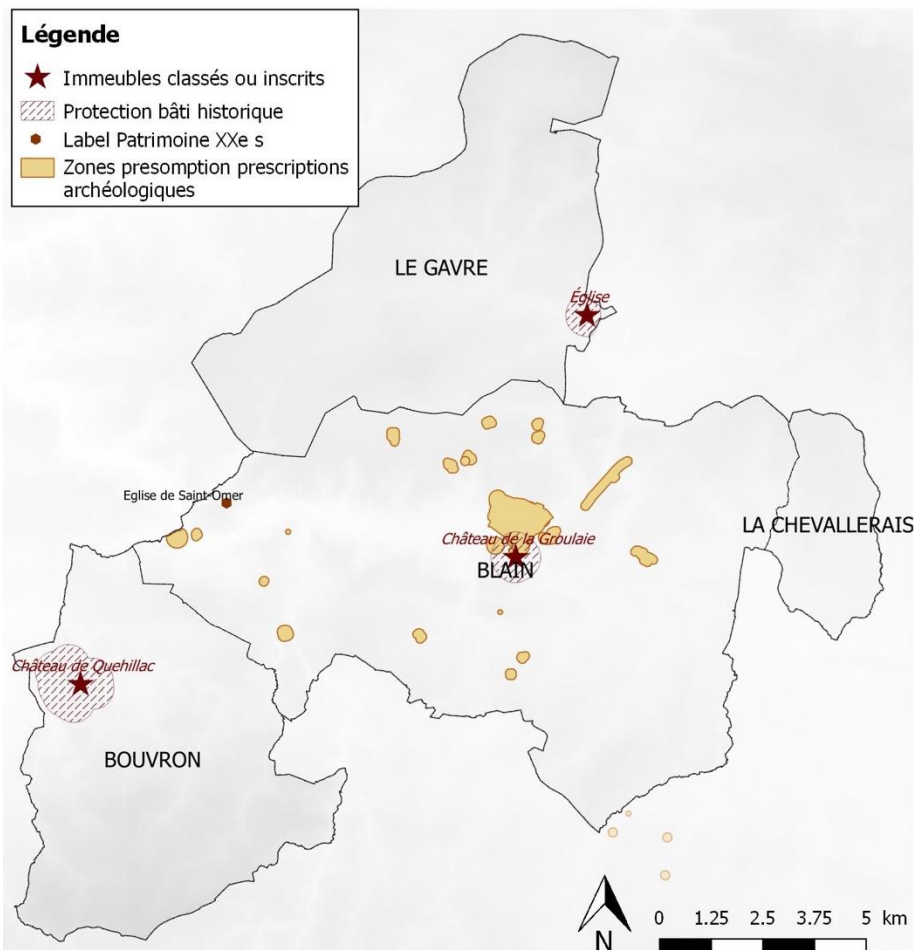 Légende
Immeubles classés ou inscrits
Protection bâti historique
Label Patrimoine XXe s
Zones presomption prescriptions
archéologiques
LE GAVRE
Église
Eglise de Saint-Omer
LA CHEVALLERAIS
Château de la Groulaie
BLAIN
Château de Quehillac
BOUVRON
N
0 1.25 2.5 3.75 5 km